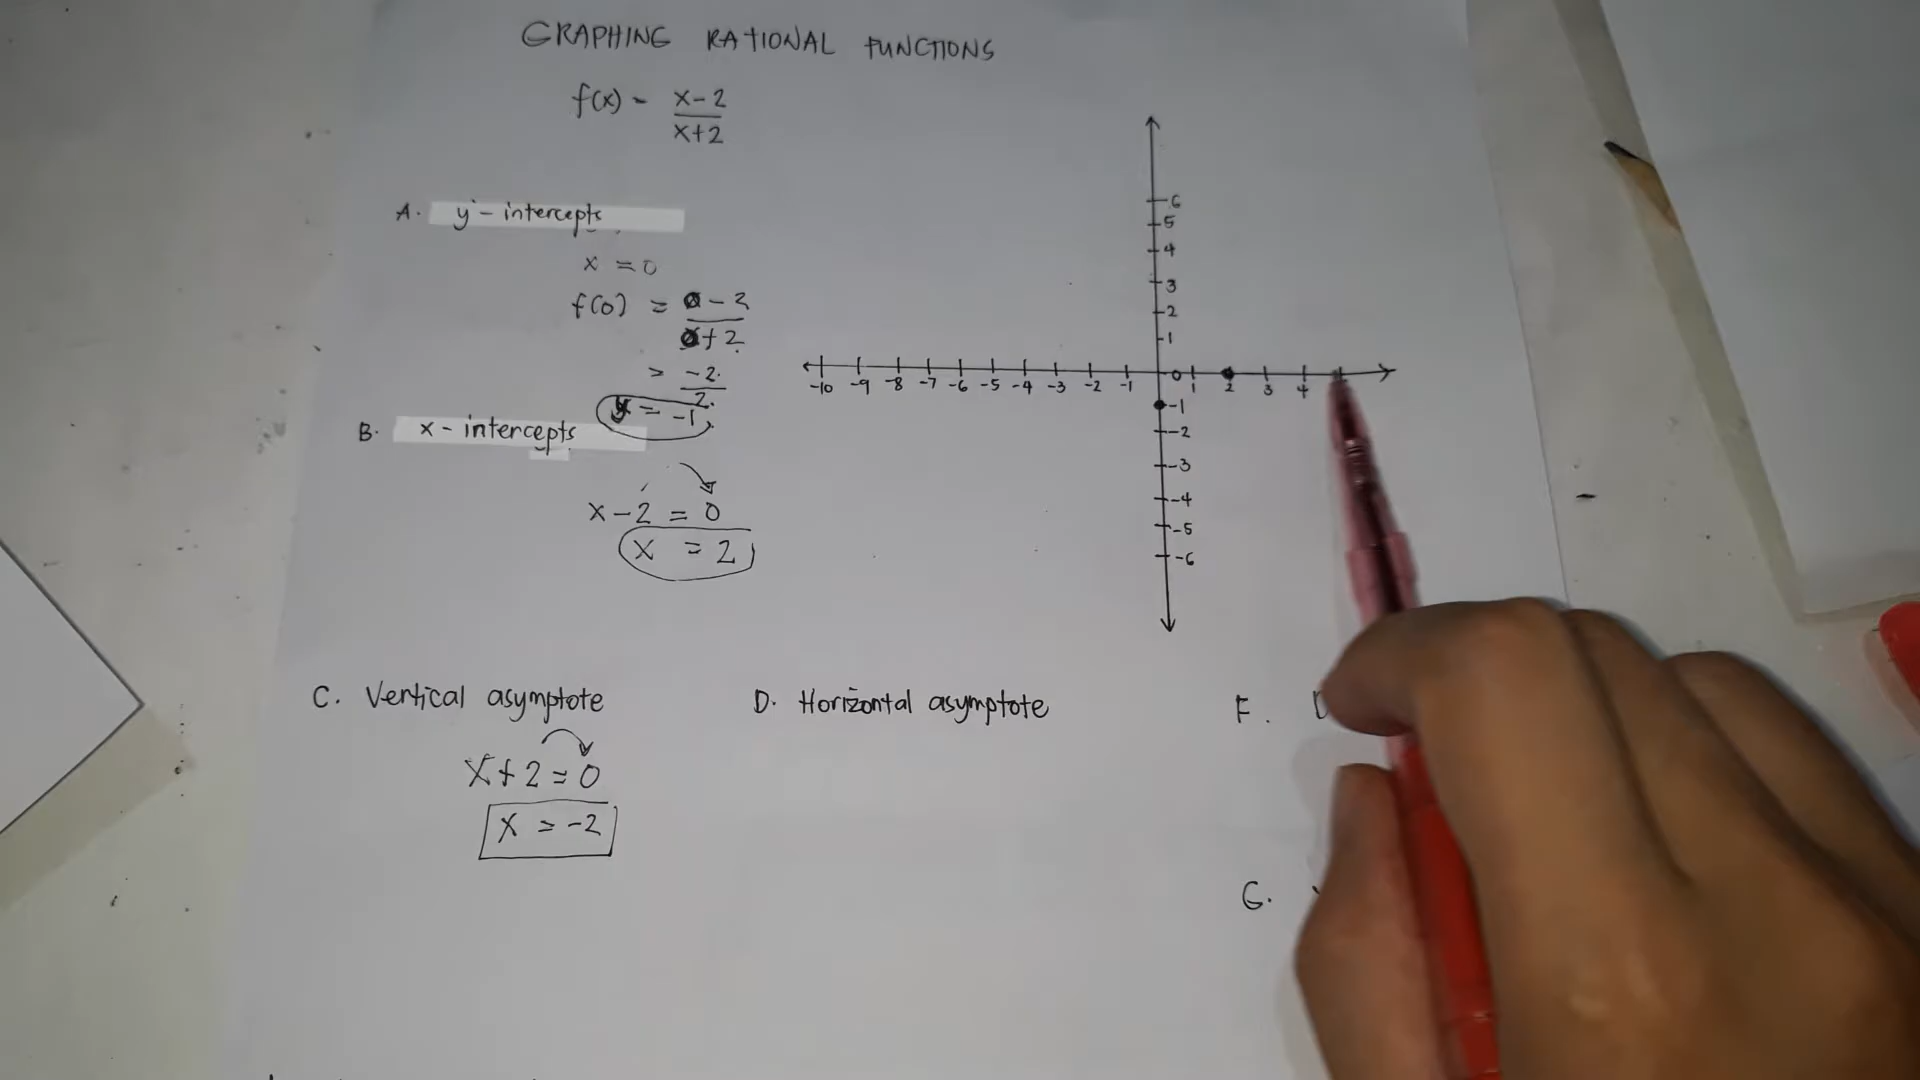 GRAPHING RATIONAL FUNCTIONS
f(x) = x-2
x+2
A. y - intercepts
x = 0
f(0) = 0 - 2
0 + 2
= -2
2
y = -1
B. x - intercepts
x - 2 = 0
x = 2
6
5
4
3
2
1
-10 -9 -8 -7 -6 -5 -4 -3 -2 -1 0 1 2 3 4
-1
-2
-3
-4
-5
-6
C. Vertical asymptote
x + 2 = 0
x = -2
D. Horizontal asymptote
F.
G.